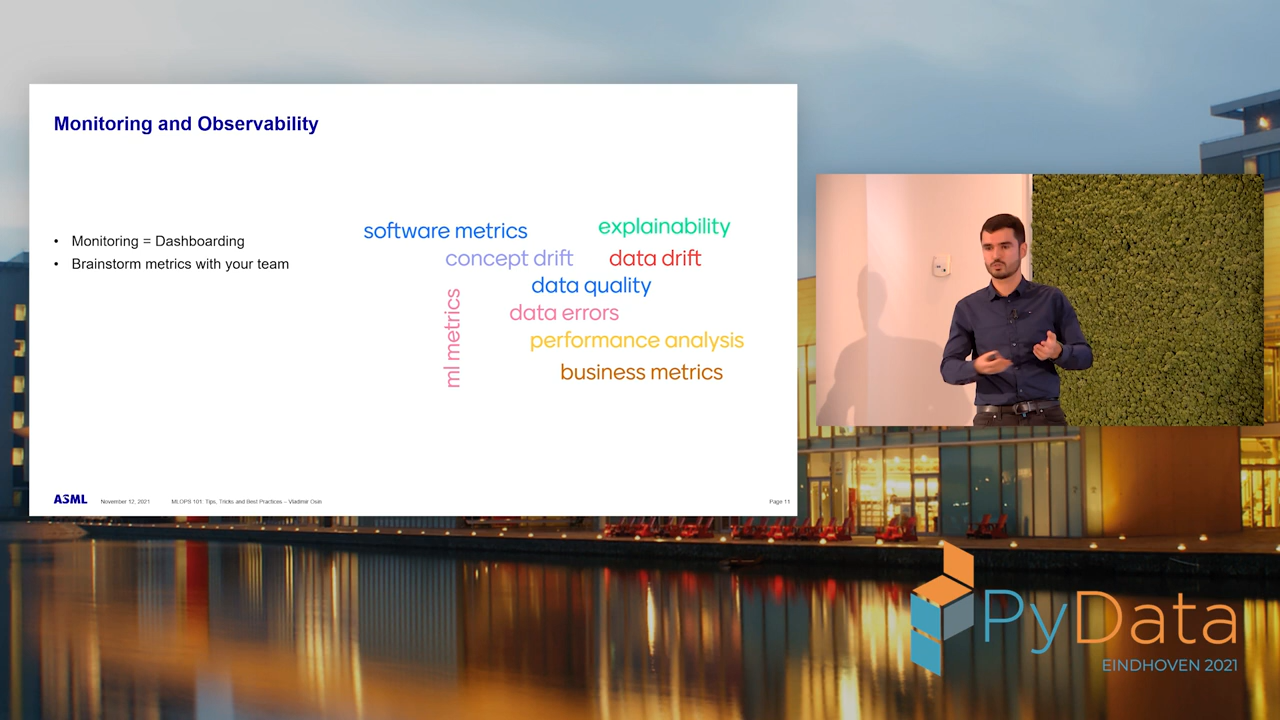 Monitoring and Observability
• Monitoring = Dashboarding
• Brainstorm metrics with your team
software metrics
explainability
concept drift
data drift
data quality
data errors
ml metrics
performance analysis
business metrics
ASML
November 12, 2021
MLOPS 101: Tips, Tricks and Best Practices – Vladimir Osin
Page 11
PyData
EINDHOVEN 2021